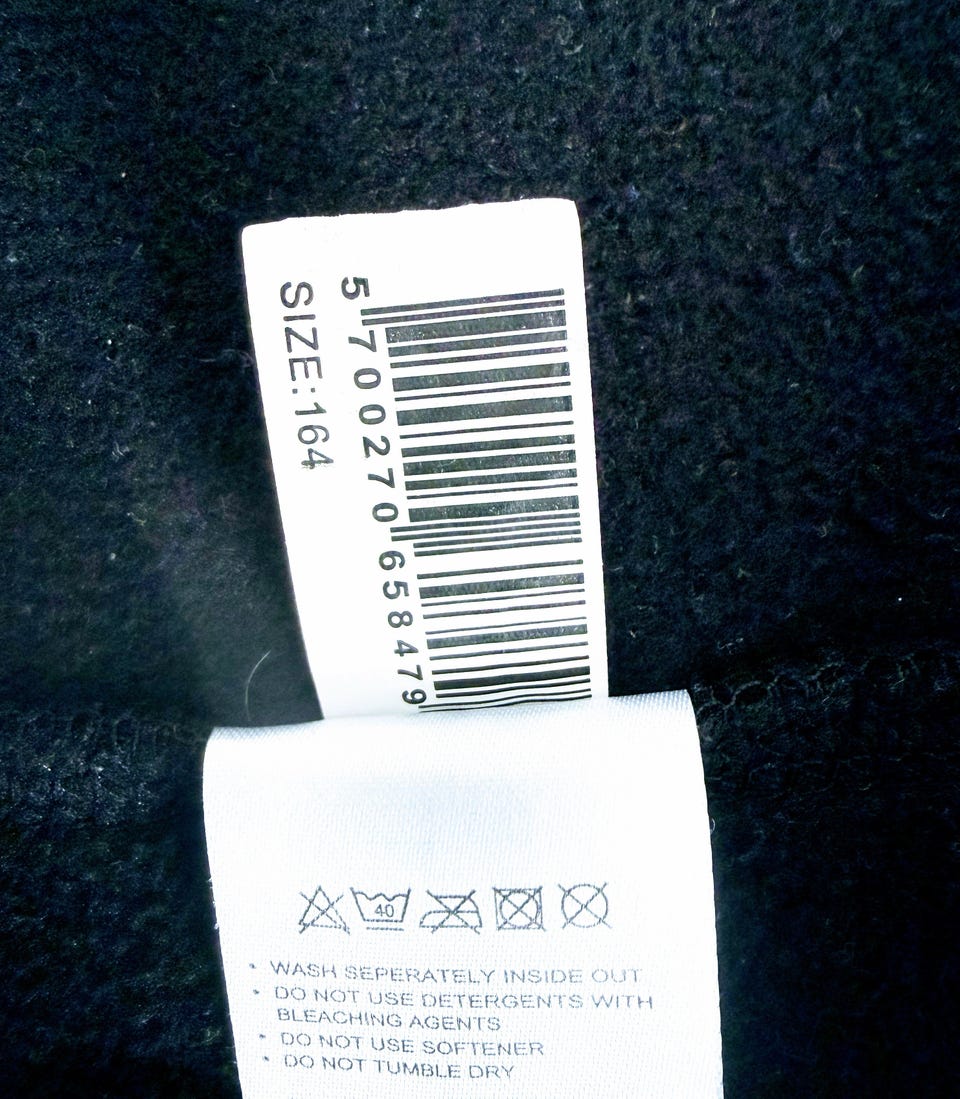 5 700270 658479
SIZE:164
40
• WASH SEPERATELY INSIDE OUT
• DO NOT USE DETERGENTS WITH
BLEACHING AGENTS
• DO NOT USE SOFTENER
• DO NOT TUMBLE DRY